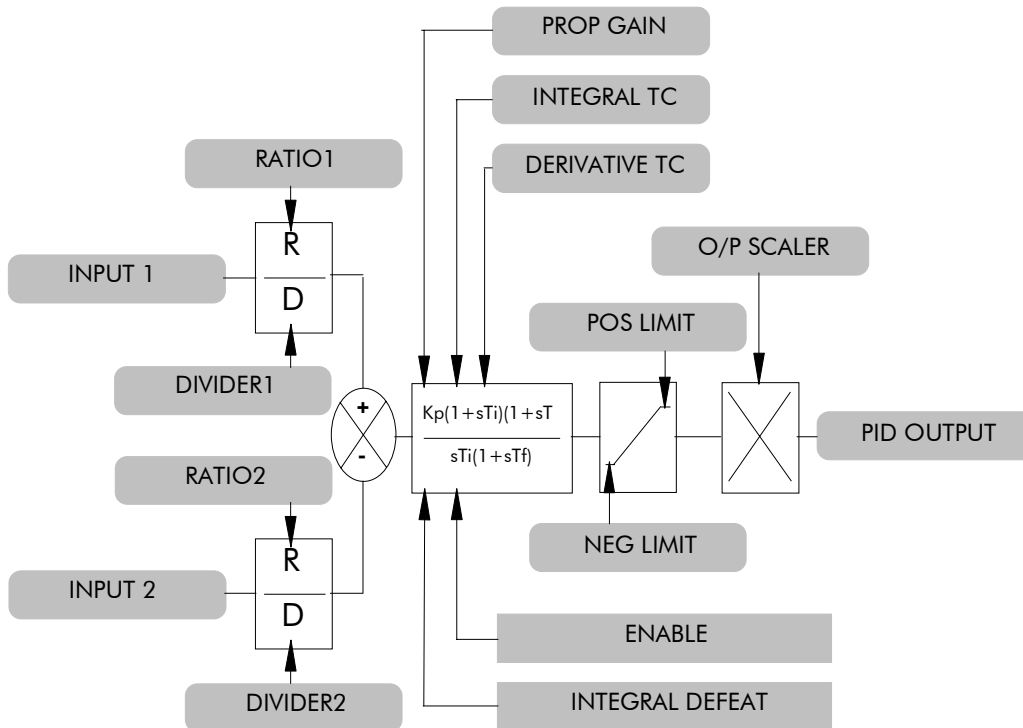 PROP GAIN
INTEGRAL TC
DERIVATIVE TC
RATIO1
O/P SCALER
R
INPUT 1
D
POS LIMIT
DIVIDER1
+
Kp(1+sTi)(1+sT
sTi(1+sTf)
-
PID OUTPUT
RATIO2
NEG LIMIT
R
INPUT 2
D
ENABLE
DIVIDER2
INTEGRAL DEFEAT